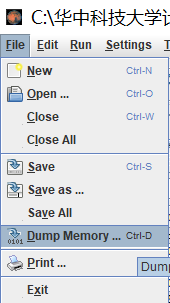 C:\华中科技大学
File Edit Run Settings
New Ctrl-N
Open ... Ctrl-O
Close Ctrl-W
Close All
Save Ctrl-S
Save as ...
Save All
Dump Memory ... Ctrl-D
0101
Print ...
Dump
Exit